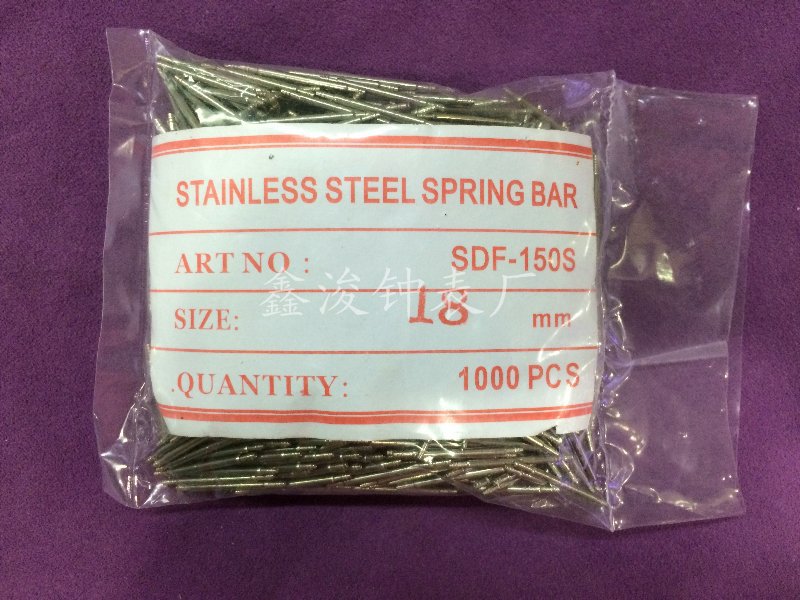 STAINLESS STEEL SPRING BAR
ART NO : SDF-150S
鑫浚钟表厂
SIZE: 18 mm
QUANTITY: 1000 PCS